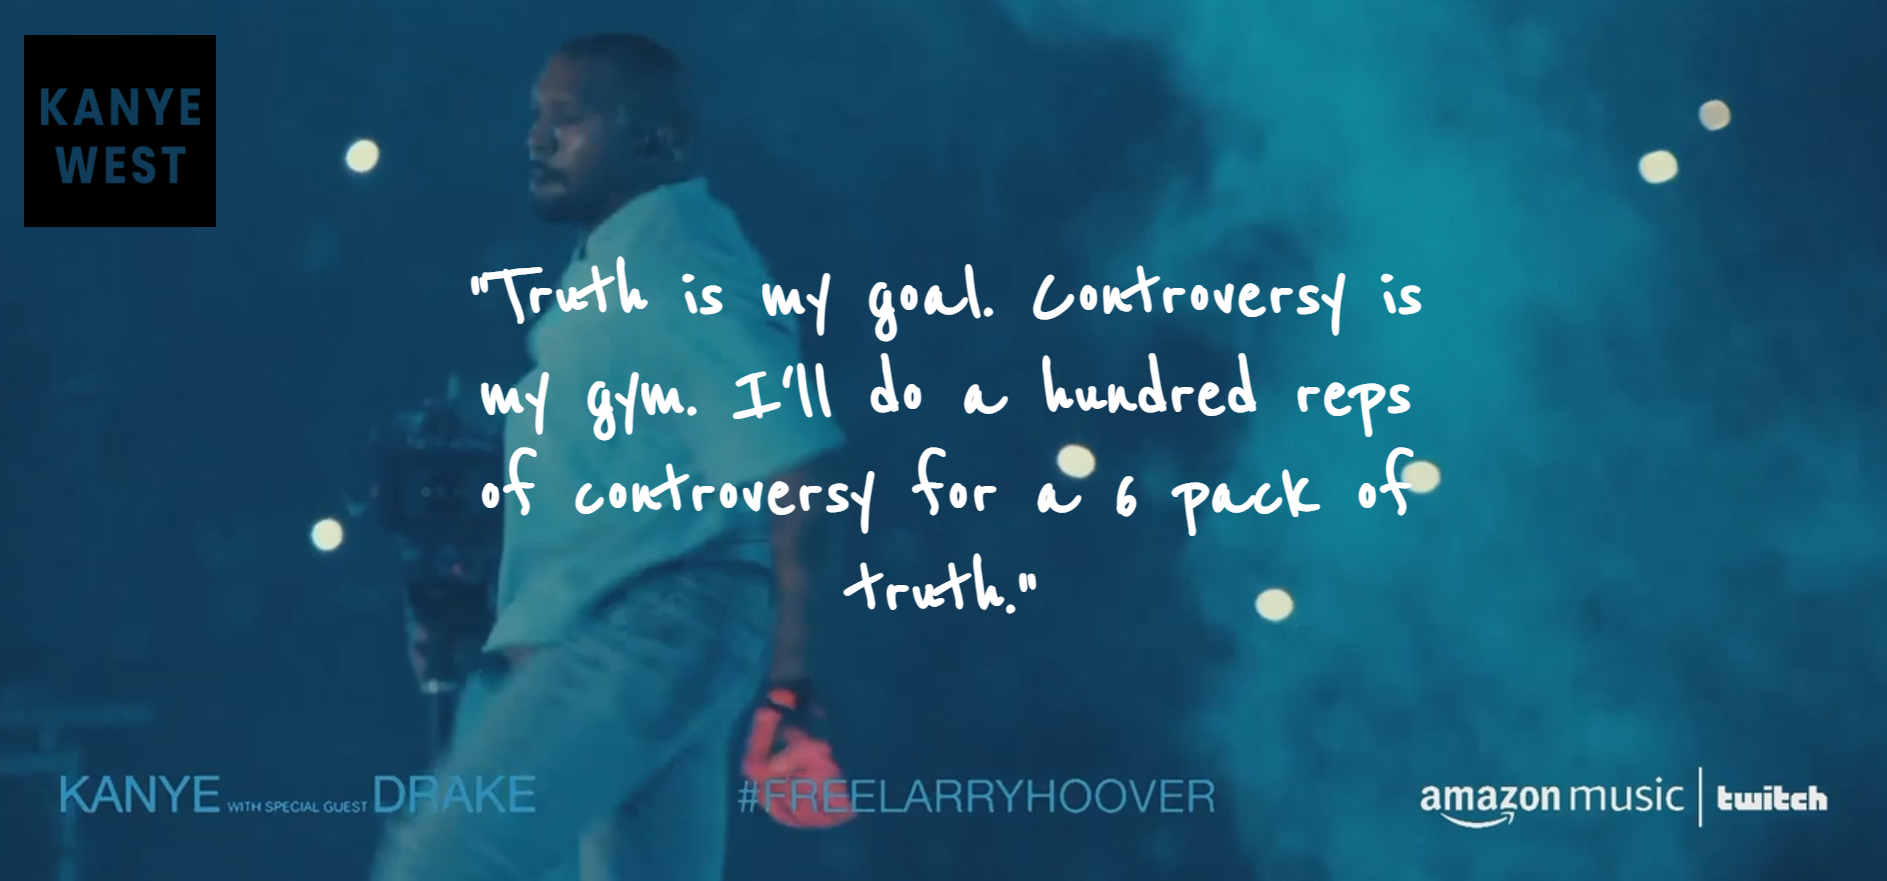 KANYE
WEST
"Truth is my goal. Controversy is
my gym. I'll do a hundred reps
of controversy for a 6 pack of
truth."
KANYE WITH SPECIAL GUEST DRAKE
#FREELARRYHOOVER
amazon music | twitch